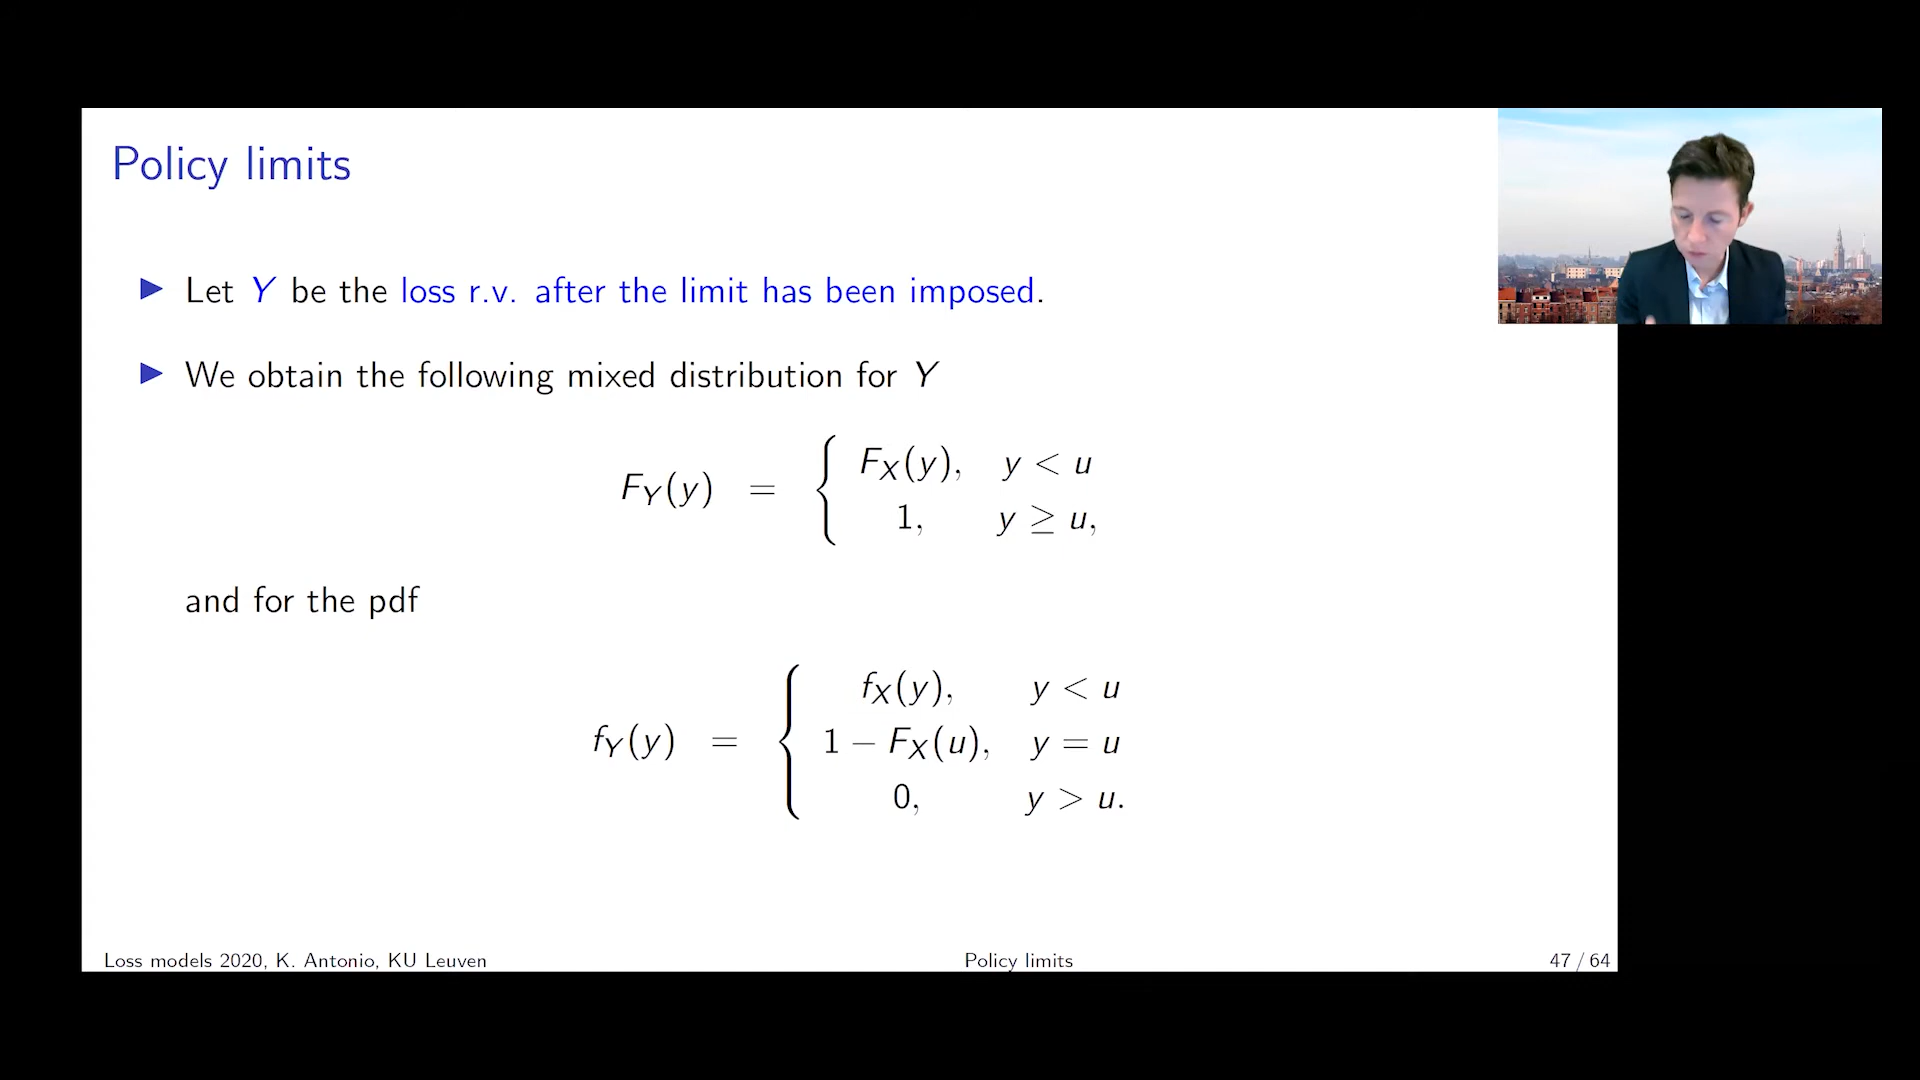 Policy limits
▶ Let Y be the loss r.v. after the limit has been imposed.
▶ We obtain the following mixed distribution for Y
F_Y(y) = { F_X(y), y < u
1, y ≥ u,
and for the pdf
f_Y(y) = { f_X(y), y < u
1 − F_X(u), y = u
0, y > u.
Loss models 2020, K. Antonio, KU Leuven Policy limits 47 / 64